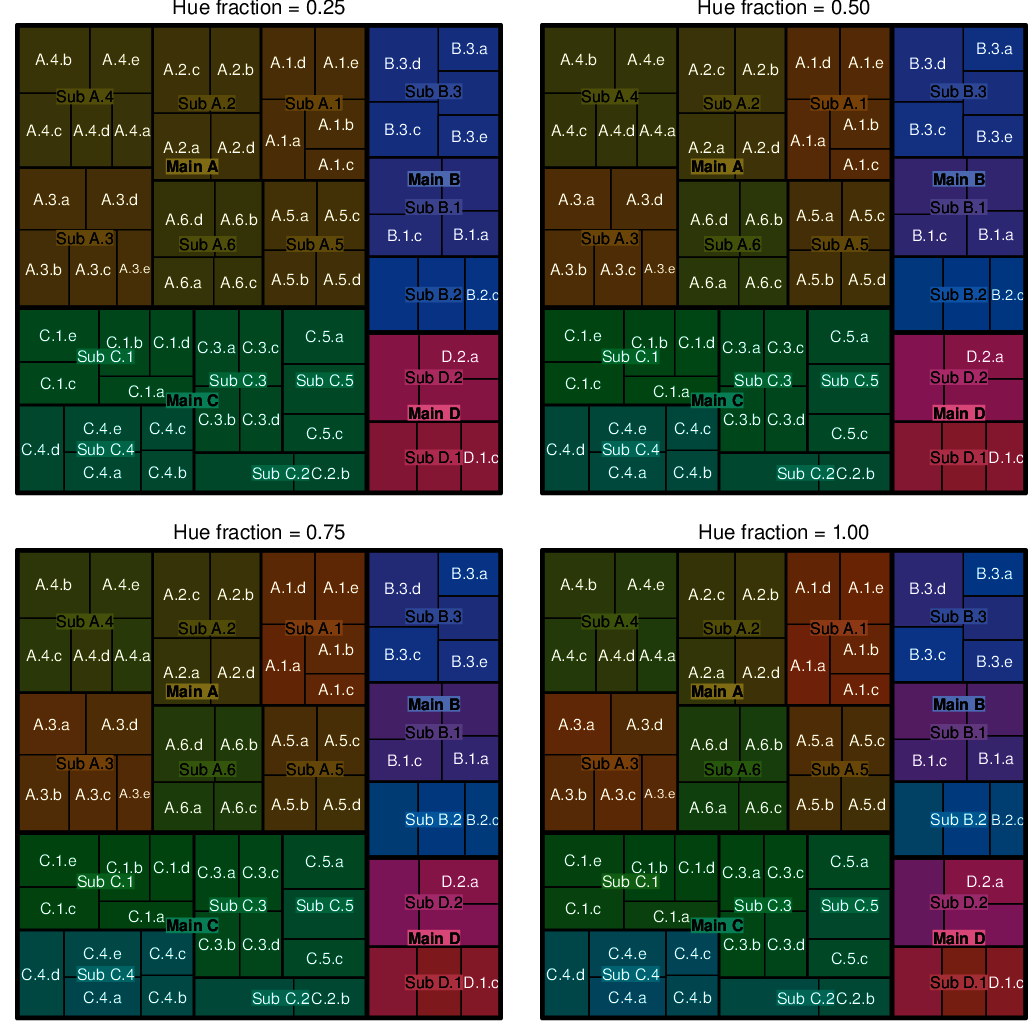 Hue fraction = 0.25
A.4.b
A.4.e
Sub A.4
A.4.c
A.4.d
A.4.a
A.2.c
A.2.b
Sub A.2
A.2.a
A.2.d
A.1.d
A.1.e
Sub A.1
A.1.a
A.1.b
A.1.c
Main A
A.3.a
A.3.d
Sub A.3
A.3.b
A.3.c
A.3.e
A.6.d
A.6.b
Sub A.6
A.6.a
A.6.c
A.5.a
A.5.c
Sub A.5
A.5.b
A.5.d
B.3.d
B.3.a
Sub B.3
B.3.c
B.3.e
Main B
Sub B.1
B.1.c
B.1.a
Sub B.2
B.2.c
C.1.e
C.1.b
C.1.d
Sub C.1
C.1.c
C.1.a
C.3.a
C.3.c
Sub C.3
C.3.b
C.3.d
C.5.a
Sub C.5
C.5.c
Main C
C.4.d
C.4.e
C.4.c
Sub C.4
C.4.a
C.4.b
Sub C.2
C.2.b
D.2.a
Sub D.2
Main D
Sub D.1
D.1.c
Hue fraction = 0.50
A.4.b
A.4.e
Sub A.4
A.4.c
A.4.d
A.4.a
A.2.c
A.2.b
Sub A.2
A.2.a
A.2.d
A.1.d
A.1.e
Sub A.1
A.1.a
A.1.b
A.1.c
Main A
A.3.a
A.3.d
Sub A.3
A.3.b
A.3.c
A.3.e
A.6.d
A.6.b
Sub A.6
A.6.a
A.6.c
A.5.a
A.5.c
Sub A.5
A.5.b
A.5.d
B.3.d
B.3.a
Sub B.3
B.3.c
B.3.e
Main B
Sub B.1
B.1.c
B.1.a
Sub B.2
B.2.c
C.1.e
C.1.b
C.1.d
Sub C.1
C.1.c
C.1.a
C.3.a
C.3.c
Sub C.3
C.3.b
C.3.d
C.5.a
Sub C.5
C.5.c
Main C
C.4.d
C.4.e
C.4.c
Sub C.4
C.4.a
C.4.b
Sub C.2
C.2.b
D.2.a
Sub D.2
Main D
Sub D.1
D.1.c
Hue fraction = 0.75
A.4.b
A.4.e
Sub A.4
A.4.c
A.4.d
A.4.a
A.2.c
A.2.b
Sub A.2
A.2.a
A.2.d
A.1.d
A.1.e
Sub A.1
A.1.a
A.1.b
A.1.c
Main A
A.3.a
A.3.d
Sub A.3
A.3.b
A.3.c
A.3.e
A.6.d
A.6.b
Sub A.6
A.6.a
A.6.c
A.5.a
A.5.c
Sub A.5
A.5.b
A.5.d
B.3.d
B.3.a
Sub B.3
B.3.c
B.3.e
Main B
Sub B.1
B.1.c
B.1.a
Sub B.2
B.2.c
C.1.e
C.1.b
C.1.d
Sub C.1
C.1.c
C.1.a
C.3.a
C.3.c
Sub C.3
C.3.b
C.3.d
C.5.a
Sub C.5
C.5.c
Main C
C.4.d
C.4.e
C.4.c
Sub C.4
C.4.a
C.4.b
Sub C.2
C.2.b
D.2.a
Sub D.2
Main D
Sub D.1
D.1.c
Hue fraction = 1.00
A.4.b
A.4.e
Sub A.4
A.4.c
A.4.d
A.4.a
A.2.c
A.2.b
Sub A.2
A.2.a
A.2.d
A.1.d
A.1.e
Sub A.1
A.1.a
A.1.b
A.1.c
Main A
A.3.a
A.3.d
Sub A.3
A.3.b
A.3.c
A.3.e
A.6.d
A.6.b
Sub A.6
A.6.a
A.6.c
A.5.a
A.5.c
Sub A.5
A.5.b
A.5.d
B.3.d
B.3.a
Sub B.3
B.3.c
B.3.e
Main B
Sub B.1
B.1.c
B.1.a
Sub B.2
B.2.c
C.1.e
C.1.b
C.1.d
Sub C.1
C.1.c
C.1.a
C.3.a
C.3.c
Sub C.3
C.3.b
C.3.d
C.5.a
Sub C.5
C.5.c
Main C
C.4.d
C.4.e
C.4.c
Sub C.4
C.4.a
C.4.b
Sub C.2
C.2.b
D.2.a
Sub D.2
Main D
Sub D.1
D.1.c